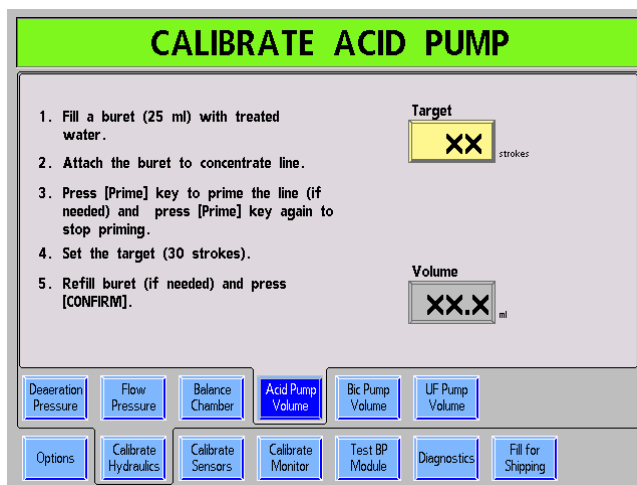 CALIBRATE ACID PUMP
1. Fill a buret (25 ml) with treated
water.
2. Attach the buret to concentrate line.
3. Press [Prime] key to prime the line (if
needed) and press [Prime] key again to
stop priming.
4. Set the target (30 strokes).
5. Refill buret (if needed) and press
[CONFIRM].
Target
XX
strokes
Volume
XX.X
ml
Deaeration
Pressure
Flow
Pressure
Balance
Chamber
Acid Pump
Volume
Bic Pump
Volume
UF Pump
Volume
Options
Calibrate
Hydraulics
Calibrate
Sensors
Calibrate
Monitor
Test BP
Module
Diagnostics
Fill for
Shipping